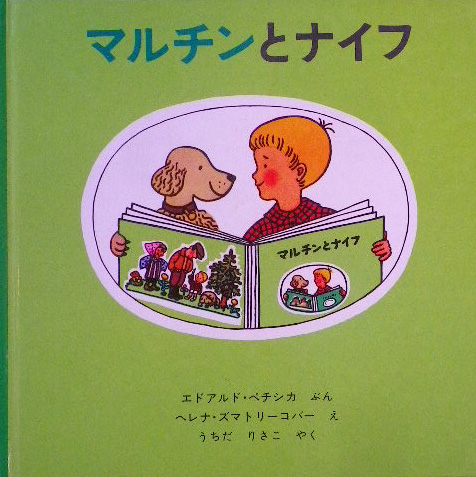 マルチンとナイフ
マルチンとナイフ
エドアルド・ペチシカ　ぶん
ヘレナ・ズマトリーコバー　え
うちだ　りさこ　やく